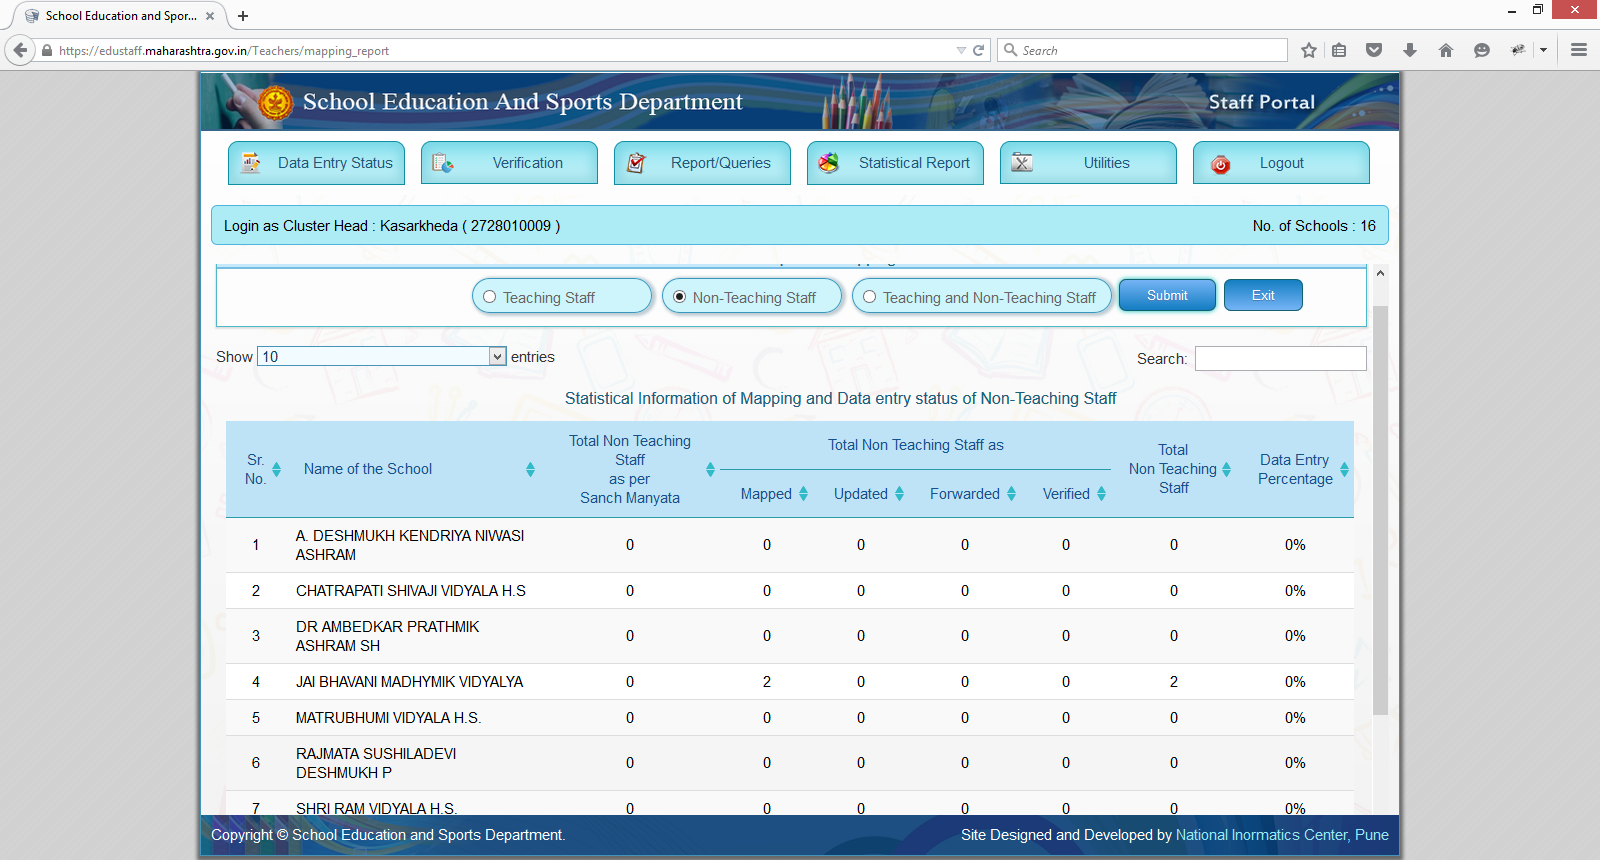 School Education and Spor...
https://edustaff.maharashtra.gov.in/Teachers/mapping_report
Search
School Education And Sports Department
Staff Portal
Data Entry Status
Verification
Report/Queries
Statistical Report
Utilities
Logout
Login as Cluster Head : Kasarkheda ( 2728010009 )
No. of Schools : 16
Teaching Staff
Non-Teaching Staff
Teaching and Non-Teaching Staff
Submit
Exit
Show 10 entries
Search:
Statistical Information of Mapping and Data entry status of Non-Teaching Staff
Sr. No.
Name of the School
Total Non Teaching
Staff
as per
Sanch Manyata
Total Non Teaching Staff as
Mapped
Updated
Forwarded
Verified
Total
Non Teaching
Staff
Data Entry
Percentage
1 A. DESHMUKH KENDRIYA NIWASI ASHRAM 0 0 0 0 0 0 0%
2 CHATRAPATI SHIVAJI VIDYALA H.S 0 0 0 0 0 0 0%
3 DR AMBEDKAR PRATHMIK ASHRAM SH 0 0 0 0 0 0 0%
4 JAI BHAVANI MADHYMIK VIDYALYA 0 2 0 0 0 2 0%
5 MATRUBHUMI VIDYALA H.S. 0 0 0 0 0 0 0%
6 RAJMATA SUSHILADEVI DESHMUKH P 0 0 0 0 0 0 0%
7 SHRI RAM VIDYALA H.S. 0 0 0 0 0 0 0%
Copyright © School Education and Sports Department.
Site Designed and Developed by National Inormatics Center, Pune